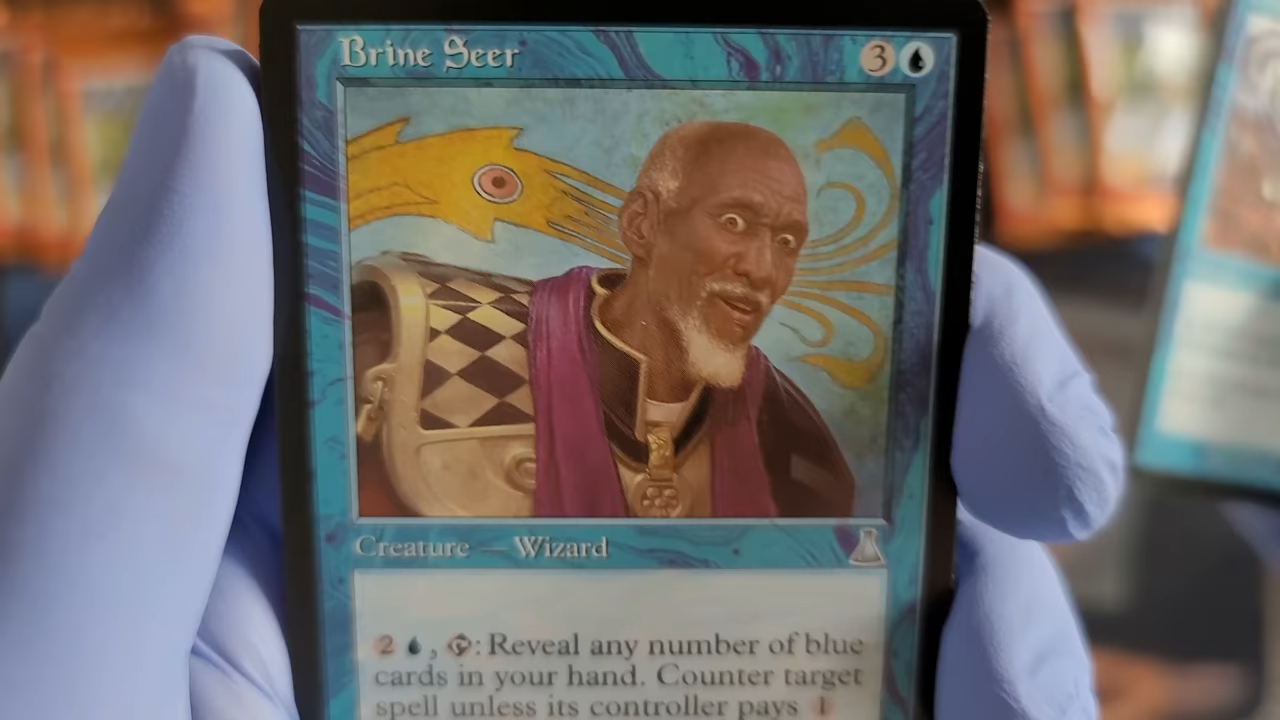 Brine Seer 3
Creature — Wizard
2 , : Reveal any number of blue
cards in your hand. Counter target
spell unless its controller pays 1